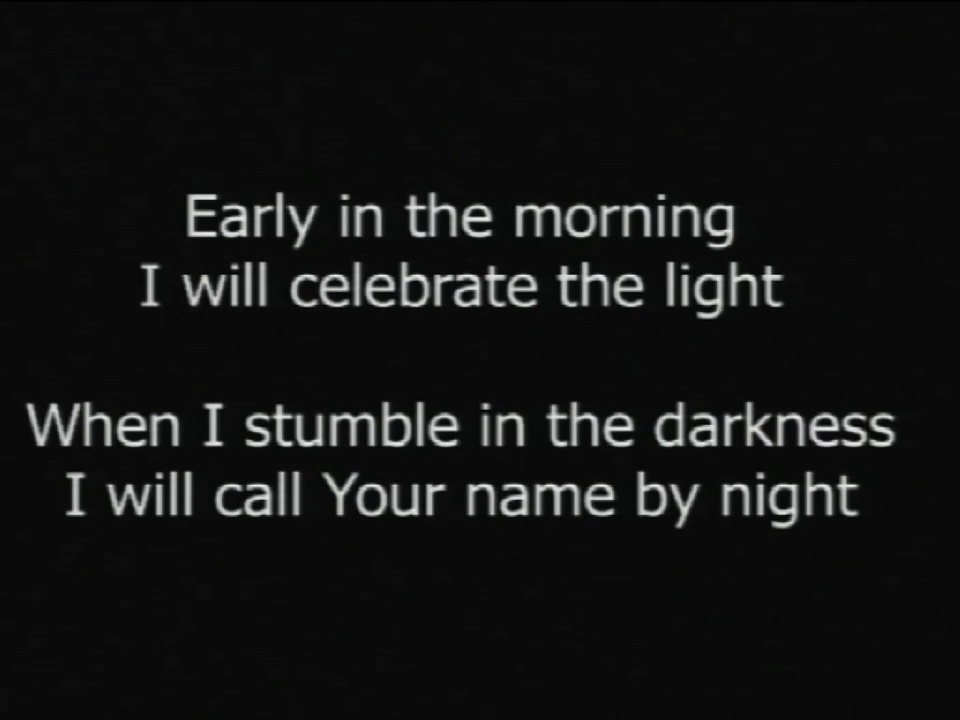 Early in the morning
I will celebrate the light
When I stumble in the darkness
I will call Your name by night